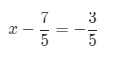 x − 7/5 = − 3/5